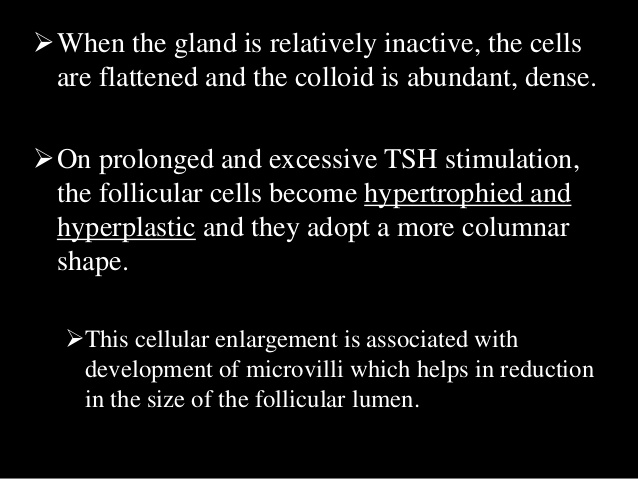 ➢When the gland is relatively inactive, the cells
are flattened and the colloid is abundant, dense.
➢On prolonged and excessive TSH stimulation,
the follicular cells become hypertrophied and
hyperplastic and they adopt a more columnar
shape.
➢This cellular enlargement is associated with
development of microvilli which helps in reduction
in the size of the follicular lumen.